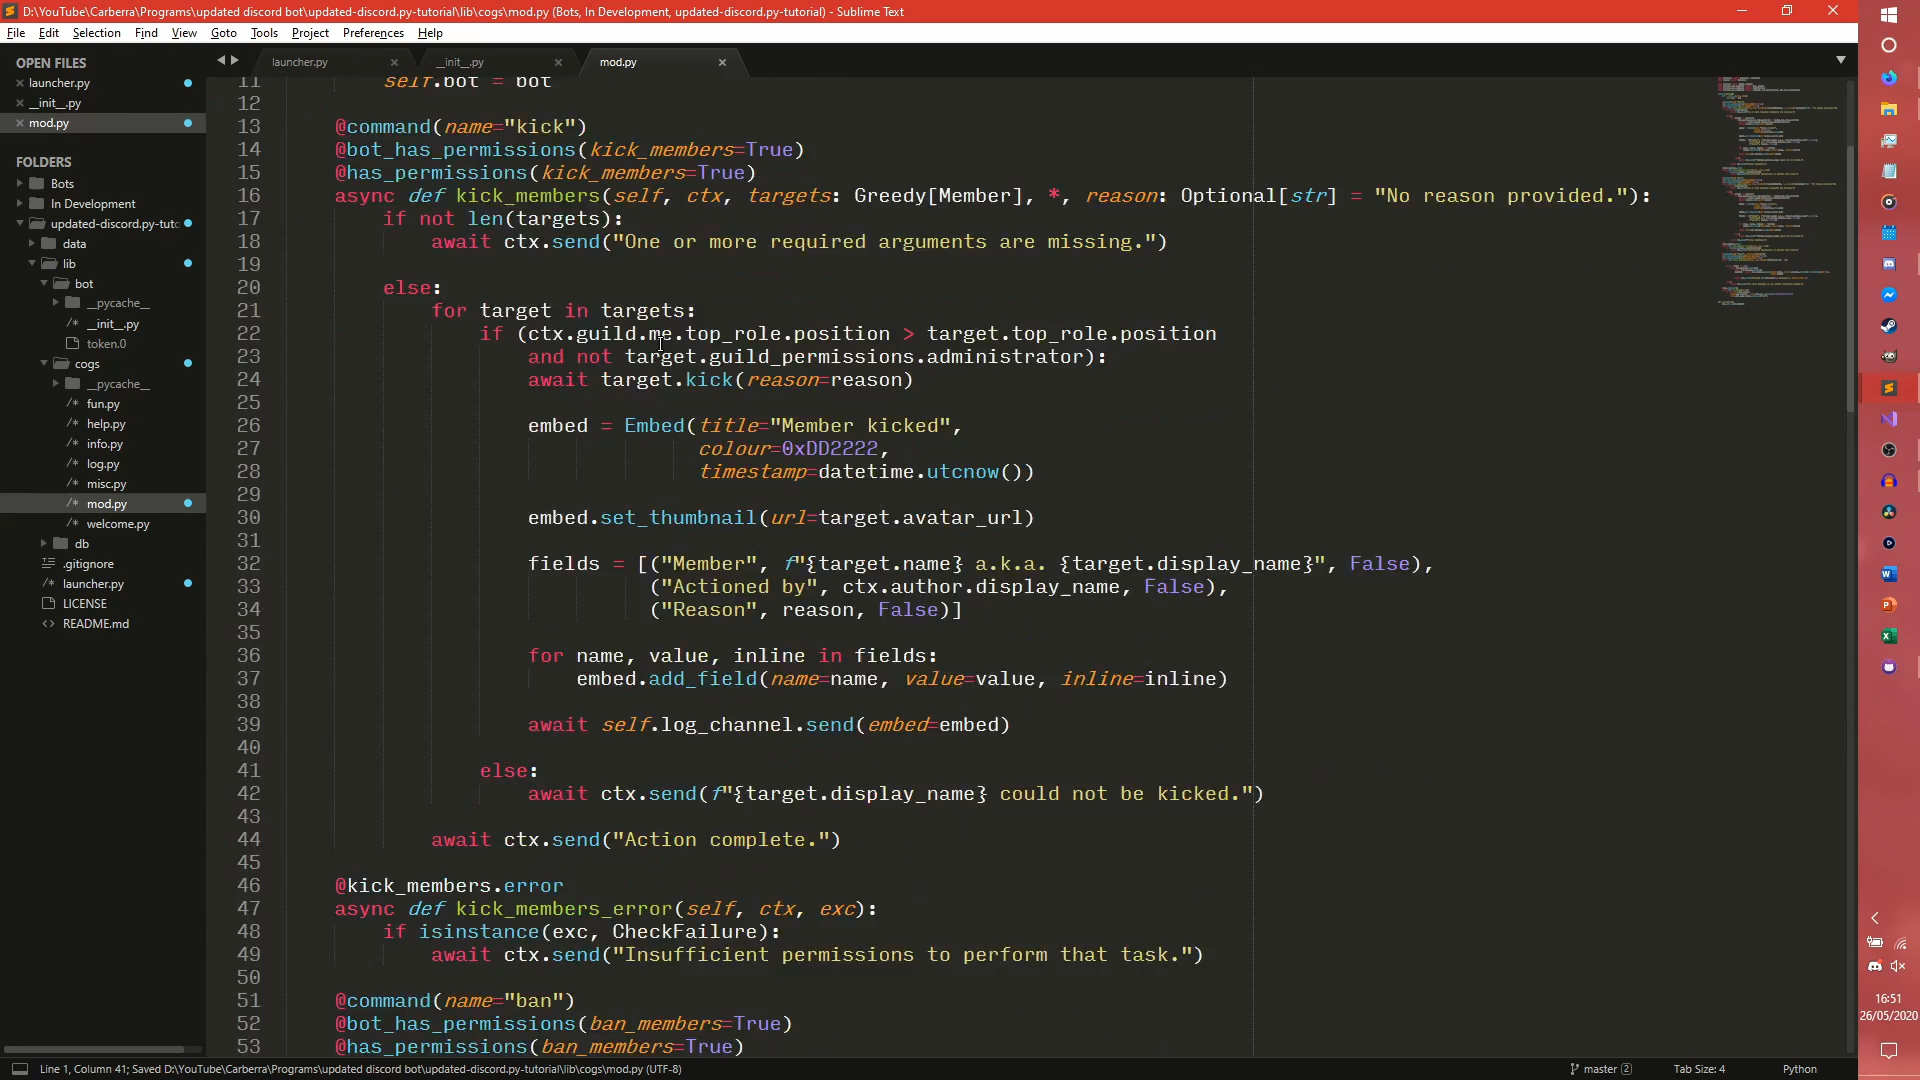 D:\YouTube\Carberra\Programs\updated discord bot\updated-discord.py-tutorial\lib\cogs\mod.py (Bots, In Development, updated-discord.py-tutorial) - Sublime Text
File Edit Selection Find View Goto Tools Project Preferences Help
OPEN FILES
launcher.py
__init__.py
mod.py
FOLDERS
Bots
In Development
updated-discord.py-tuto
data
lib
bot
__pycache__
__init__.py
token.0
cogs
__pycache__
fun.py
help.py
info.py
log.py
misc.py
mod.py
welcome.py
db
.gitignore
launcher.py
LICENSE
README.md
launcher.py
__init__.py
mod.py
11 self.bot = bot
12
13 @command(name="kick")
14 @bot_has_permissions(kick_members=True)
15 @has_permissions(kick_members=True)
16 async def kick_members(self, ctx, targets: Greedy[Member], *, reason: Optional[str] = "No reason provided."):
17 if not len(targets):
18 await ctx.send("One or more required arguments are missing.")
19
20 else:
21 for target in targets:
22 if (ctx.guild.me.top_role.position > target.top_role.position
23 and not target.guild_permissions.administrator):
24 await target.kick(reason=reason)
25
26 embed = Embed(title="Member kicked",
27 colour=0xDD2222,
28 timestamp=datetime.utcnow())
29
30 embed.set_thumbnail(url=target.avatar_url)
31
32 fields = [("Member", f"{target.name} a.k.a. {target.display_name}", False),
33 ("Actioned by", ctx.author.display_name, False),
34 ("Reason", reason, False)]
35
36 for name, value, inline in fields:
37 embed.add_field(name=name, value=value, inline=inline)
38
39 await self.log_channel.send(embed=embed)
40
41 else:
42 await ctx.send(f"{target.display_name} could not be kicked.")
43
44 await ctx.send("Action complete.")
45
46 @kick_members.error
47 async def kick_members_error(self, ctx, exc):
48 if isinstance(exc, CheckFailure):
49 await ctx.send("Insufficient permissions to perform that task.")
50
51 @command(name="ban")
52 @bot_has_permissions(ban_members=True)
53 @has_permissions(ban_members=True)
Line 1, Column 41; Saved D:\YouTube\Carberra\Programs\updated discord bot\updated-discord.py-tutorial\lib\cogs\mod.py (UTF-8)
master 2
Tab Size: 4
Python
16:51
26/05/2020